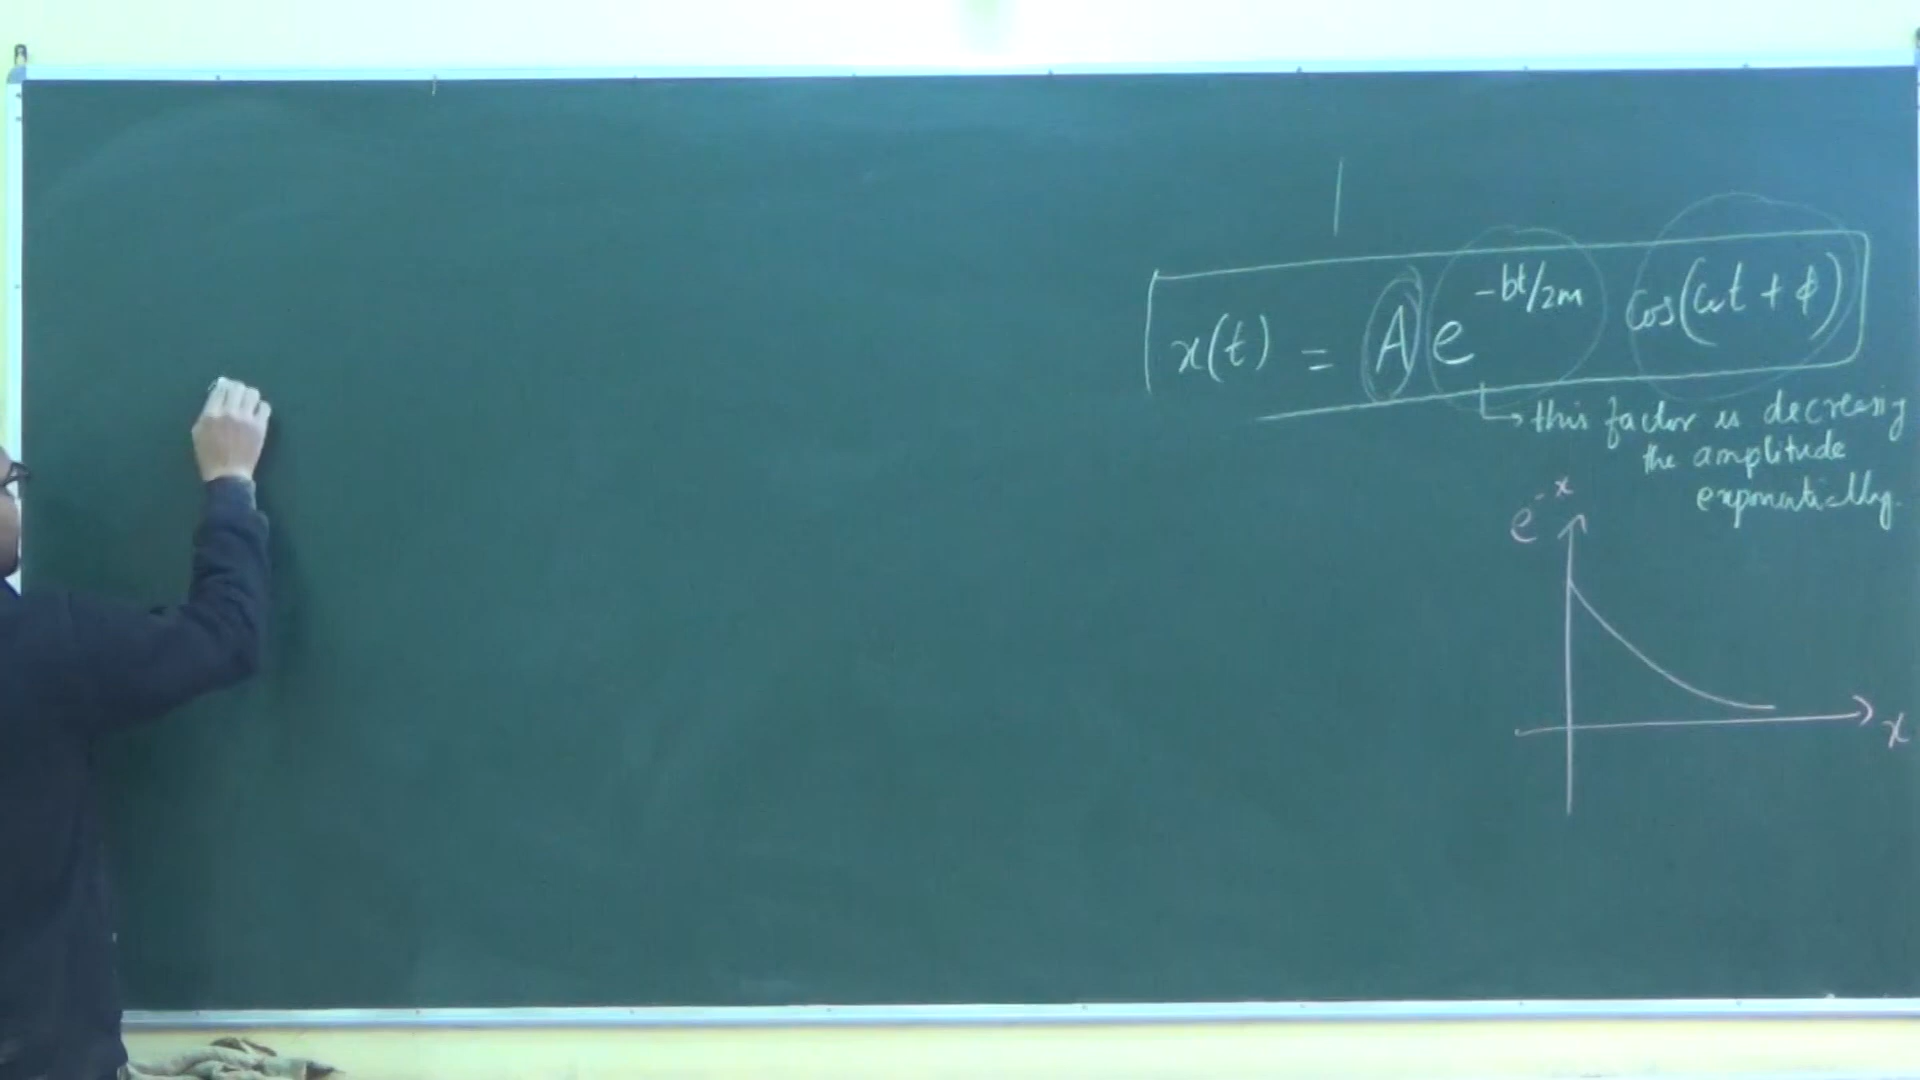 x(t) = A e^{-bt/2m} cos(ωt + φ)
this factor is decreasing
the amplitude
exponentially.
e^{-x}
x